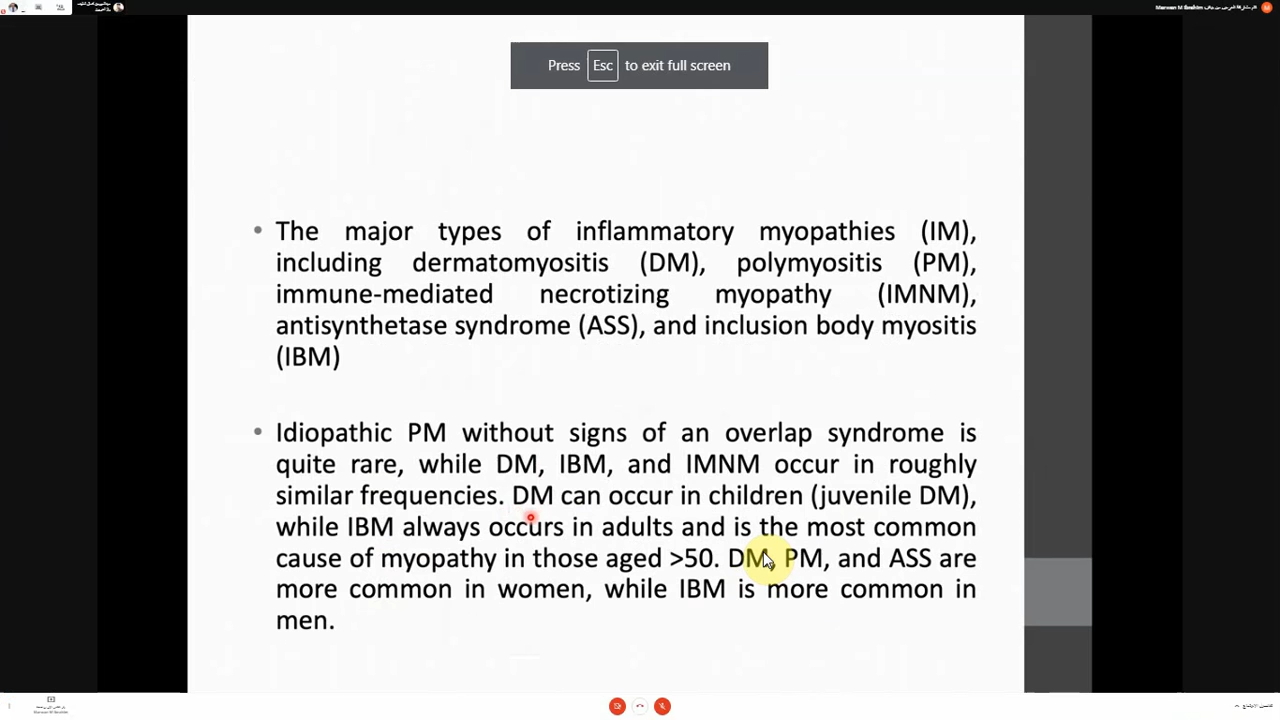 Marwan M Ibrahim
Press Esc to exit full screen
• The major types of inflammatory myopathies (IM),
including dermatomyositis (DM), polymyositis (PM),
immune-mediated necrotizing myopathy (IMNM),
antisynthetase syndrome (ASS), and inclusion body myositis
(IBM)
• Idiopathic PM without signs of an overlap syndrome is
quite rare, while DM, IBM, and IMNM occur in roughly
similar frequencies. DM can occur in children (juvenile DM),
while IBM always occurs in adults and is the most common
cause of myopathy in those aged >50. DM, PM, and ASS are
more common in women, while IBM is more common in
men.